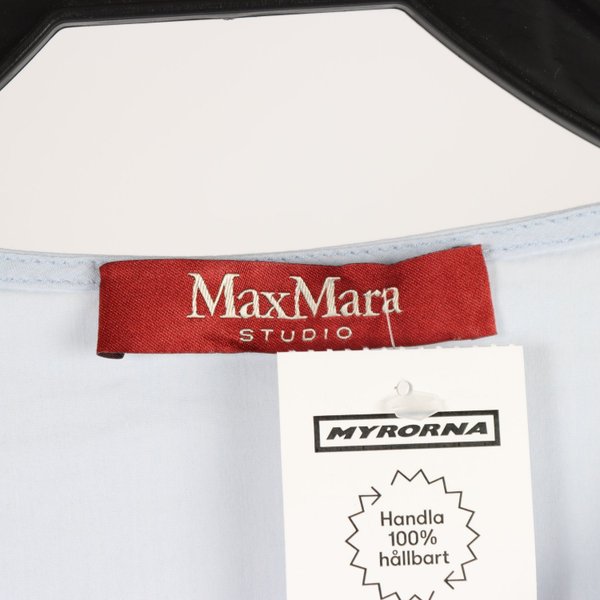 MaxMara
STUDIO
MYRORNA
Handla
100%
hållbart